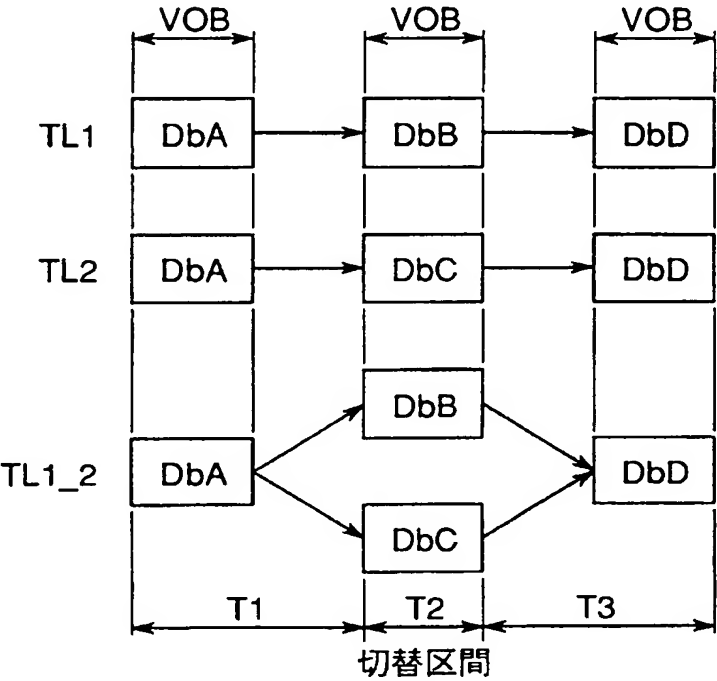 VOB VOB VOB
TL1 DbA DbB DbD
TL2 DbA DbC DbD
DbB
TL1_2 DbA DbD
DbC
T1 T2 T3
切替区間